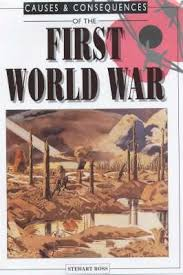 CAUSES & CONSEQUENCES
OF THE
FIRST
WORLD WAR
STEWART ROSS